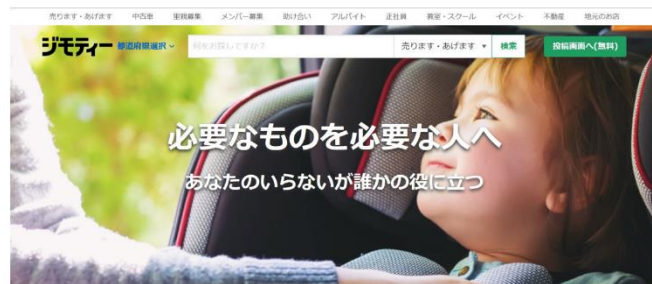 売ります・あげます 中古車 里親募集 メンバー募集 助け合い アルバイト 正社員 教室・スクール イベント 不動産 地元のお店
ジモティー 都道府県選択 何をお探しですか？ 売ります・あげます 検索 投稿画面へ(無料)
必要なものを必要な人へ
あなたのいらないが誰かの役に立つ